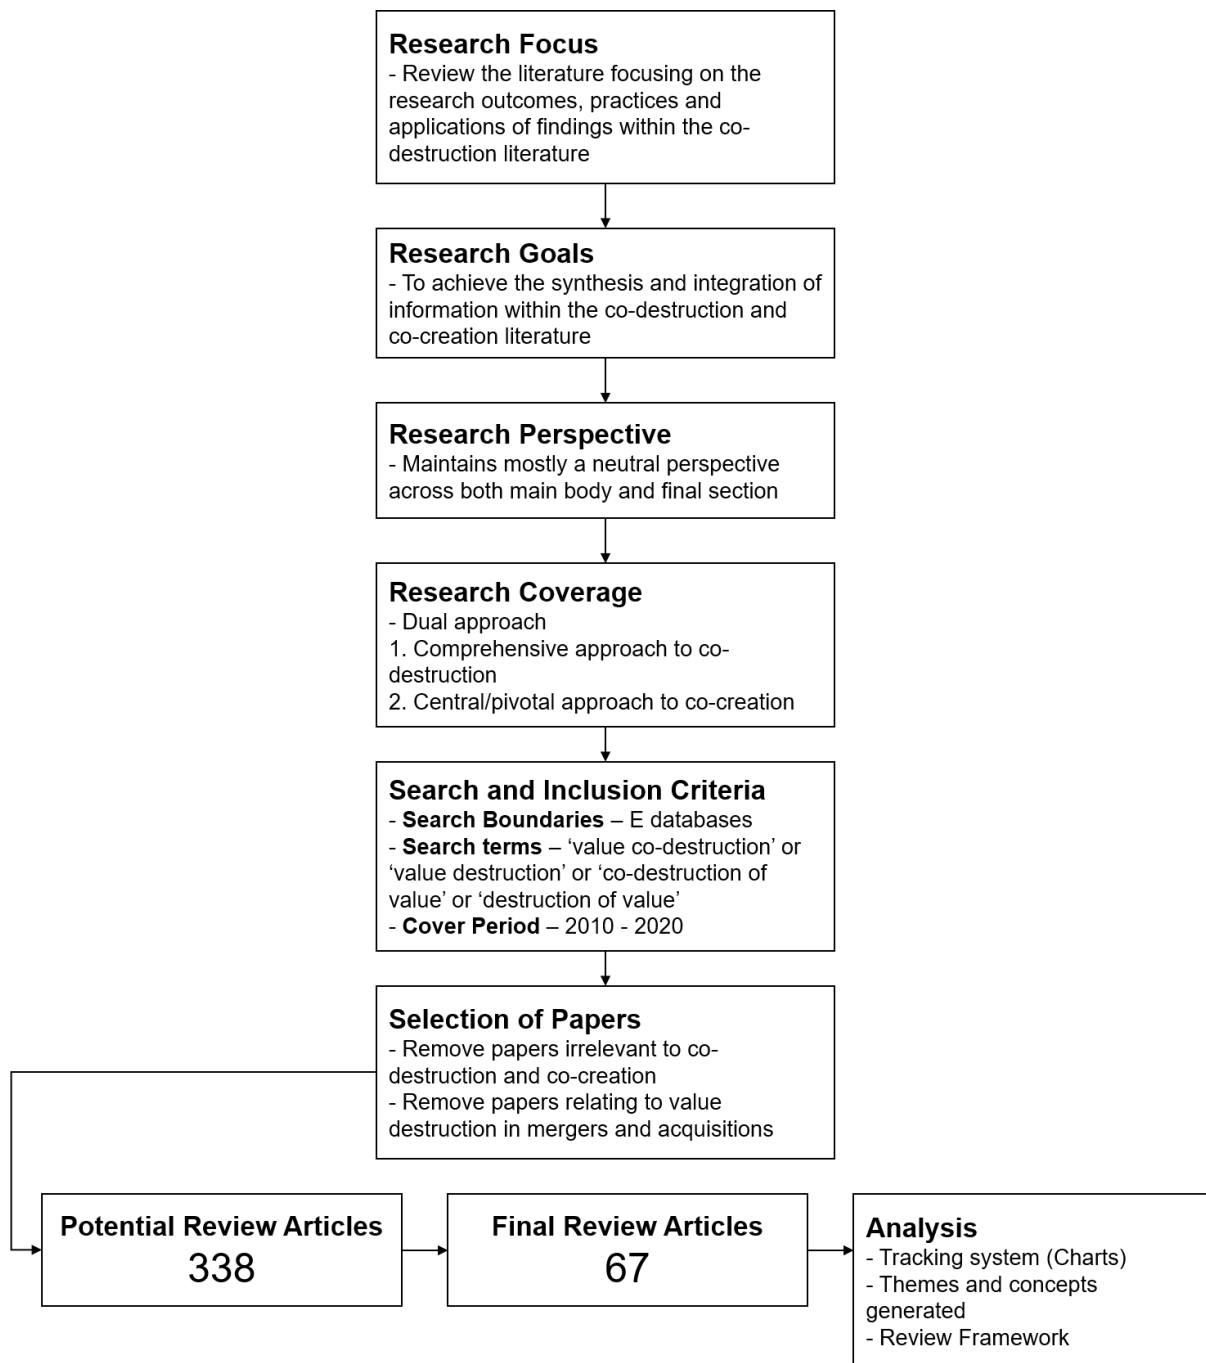 Research Focus
- Review the literature focusing on the
research outcomes, practices and
applications of findings within the co-
destruction literature
Research Goals
- To achieve the synthesis and integration of
information within the co-destruction and
co-creation literature
Research Perspective
- Maintains mostly a neutral perspective
across both main body and final section
Research Coverage
- Dual approach
1. Comprehensive approach to co-
destruction
2. Central/pivotal approach to co-creation
Search and Inclusion Criteria
- Search Boundaries – E databases
- Search terms – ‘value co-destruction’ or
‘value destruction’ or ‘co-destruction of
value’ or ‘destruction of value’
- Cover Period – 2010 - 2020
Selection of Papers
- Remove papers irrelevant to co-
destruction and co-creation
- Remove papers relating to value
destruction in mergers and acquisitions
Potential Review Articles
338
Final Review Articles
67
Analysis
- Tracking system (Charts)
- Themes and concepts
generated
- Review Framework